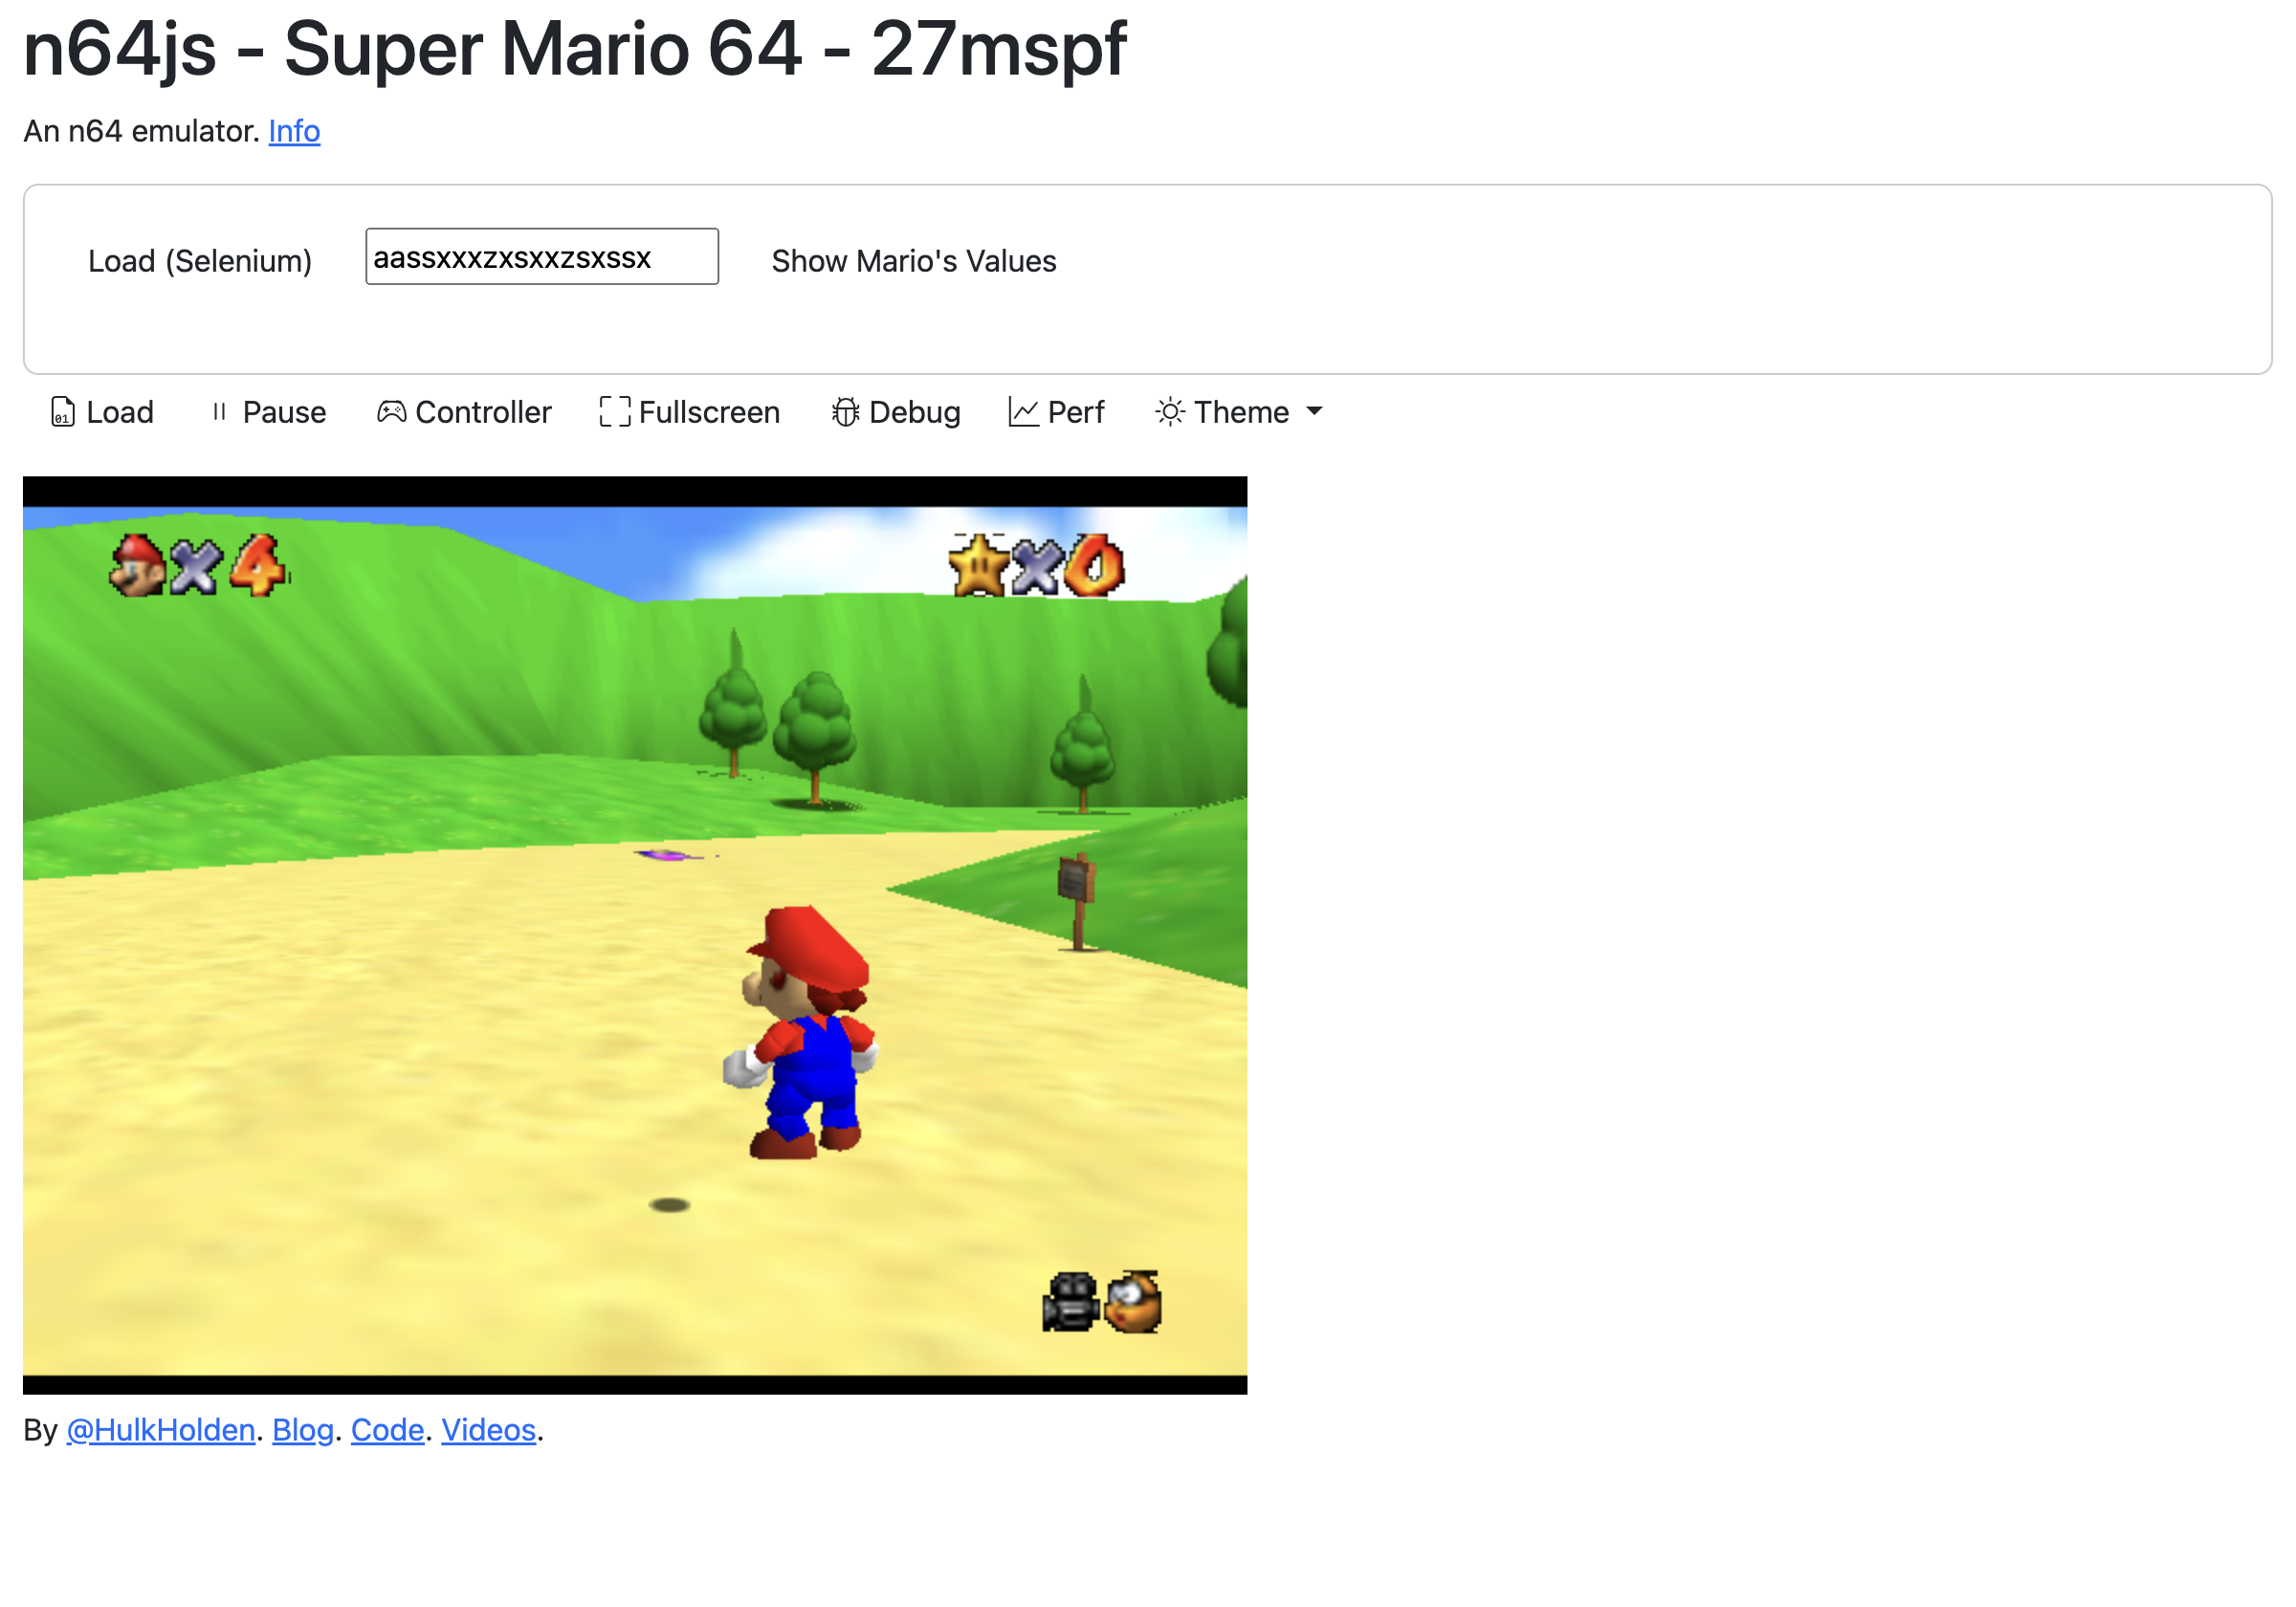 n64js - Super Mario 64 - 27mspf
An n64 emulator. Info
Load (Selenium) aassxxxzxsxxzsxssx Show Mario's Values
Load Pause Controller Fullscreen Debug Perf Theme
×4 ×0
By @HulkHolden. Blog. Code. Videos.